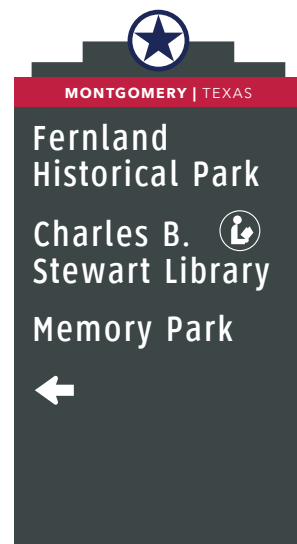 MONTGOMERY | TEXAS
Fernland
Historical Park
Charles B.
Stewart Library
Memory Park